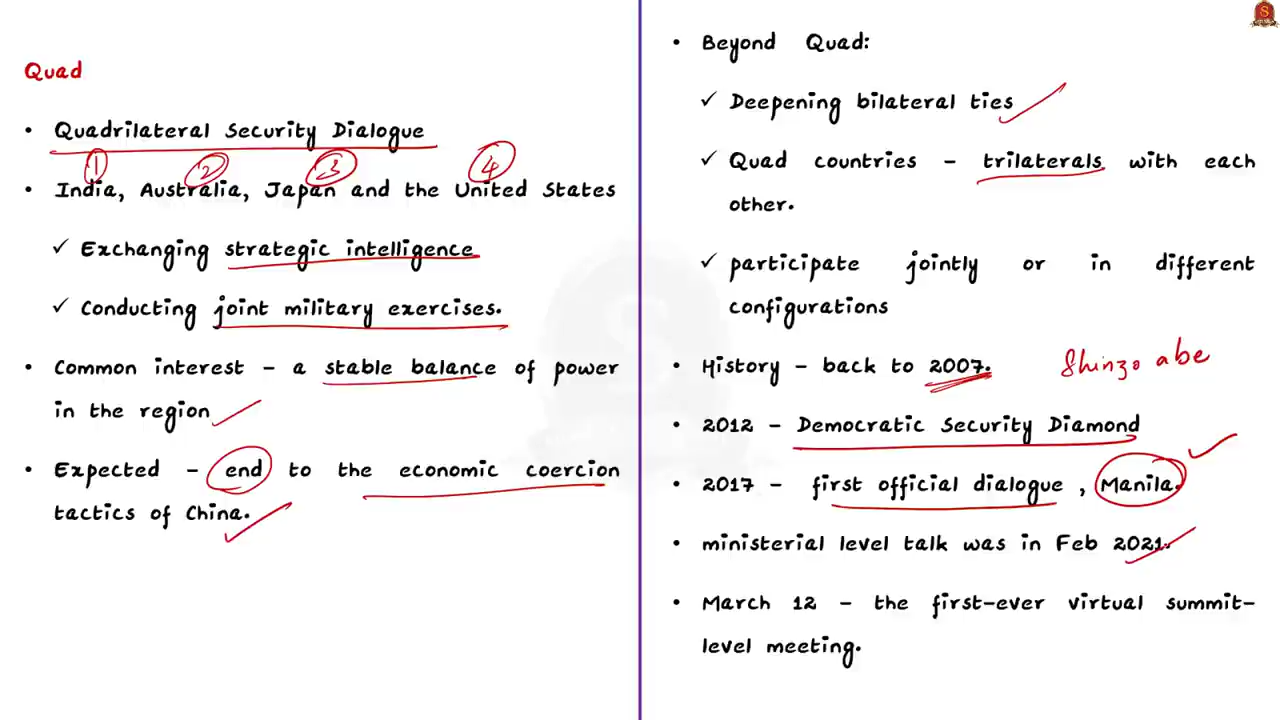 Quad
• Quadrilateral Security Dialogue
1 2 3 4
• India, Australia, Japan and the United States
✓ Exchanging strategic intelligence
✓ Conducting joint military exercises.
• Common interest – a stable balance of power
in the region
• Expected – end to the economic coercion
tactics of China.
• Beyond Quad:
✓ Deepening bilateral ties
✓ Quad countries – trilaterals with each
other.
✓ participate jointly or in different
configurations
• History – back to 2007. Shinzo abe
• 2012 – Democratic Security Diamond
• 2017 – first official dialogue , Manila.
• ministerial level talk was in Feb 2021.
• March 12 – the first-ever virtual summit-
level meeting.